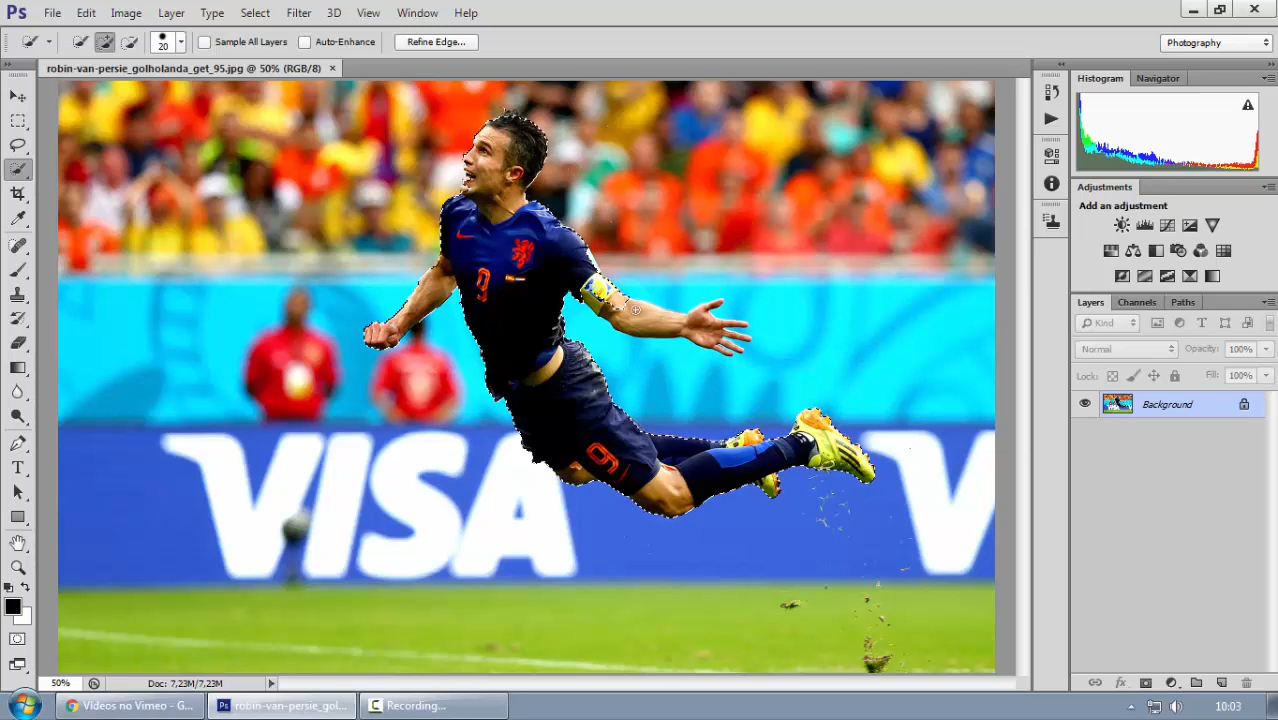 Ps File Edit Image Layer Type Select Filter 3D View Window Help
20 Sample All Layers Auto-Enhance Refine Edge... Photography
robin-van-persie_golholanda_get_95.jpg @ 50% (RGB/8) ×
Histogram Navigator
Adjustments
Add an adjustment
Layers Channels Paths
Kind
Normal Opacity: 100%
Lock: Fill: 100%
Background
9
9
VISA
V
50% Doc: 7,23M/7,23M
Vídeos no Vimeo - G... Ps robin-van-persie_gol... Recording... 10:03